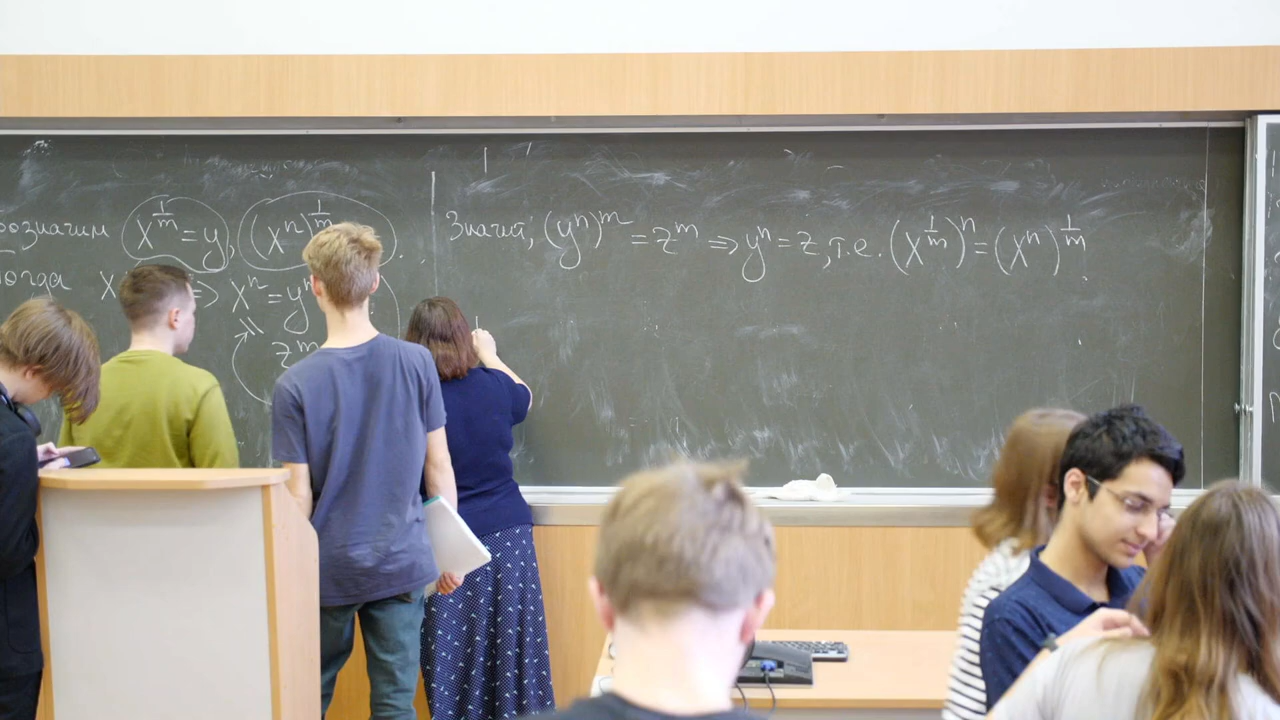 обозначим x^{1/m} = y, (x^n)^{1/m}
тогда x => x^n = y^n
z^m
Значит, (y^n)^m = z^m => y^n = z, т.е. (x^{1/m})^n = (x^n)^{1/m}